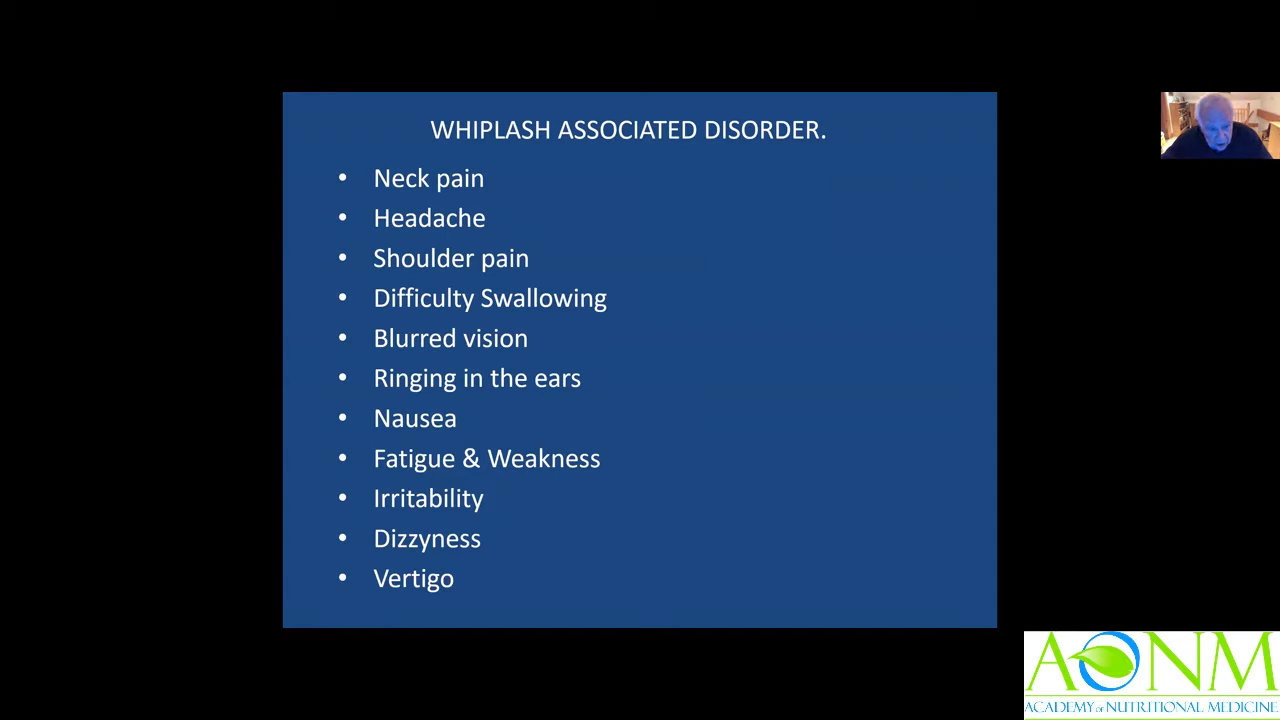 WHIPLASH ASSOCIATED DISORDER.
• Neck pain
• Headache
• Shoulder pain
• Difficulty Swallowing
• Blurred vision
• Ringing in the ears
• Nausea
• Fatigue & Weakness
• Irritability
• Dizzyness
• Vertigo
AONM
ACADEMY of NUTRITIONAL MEDICINE